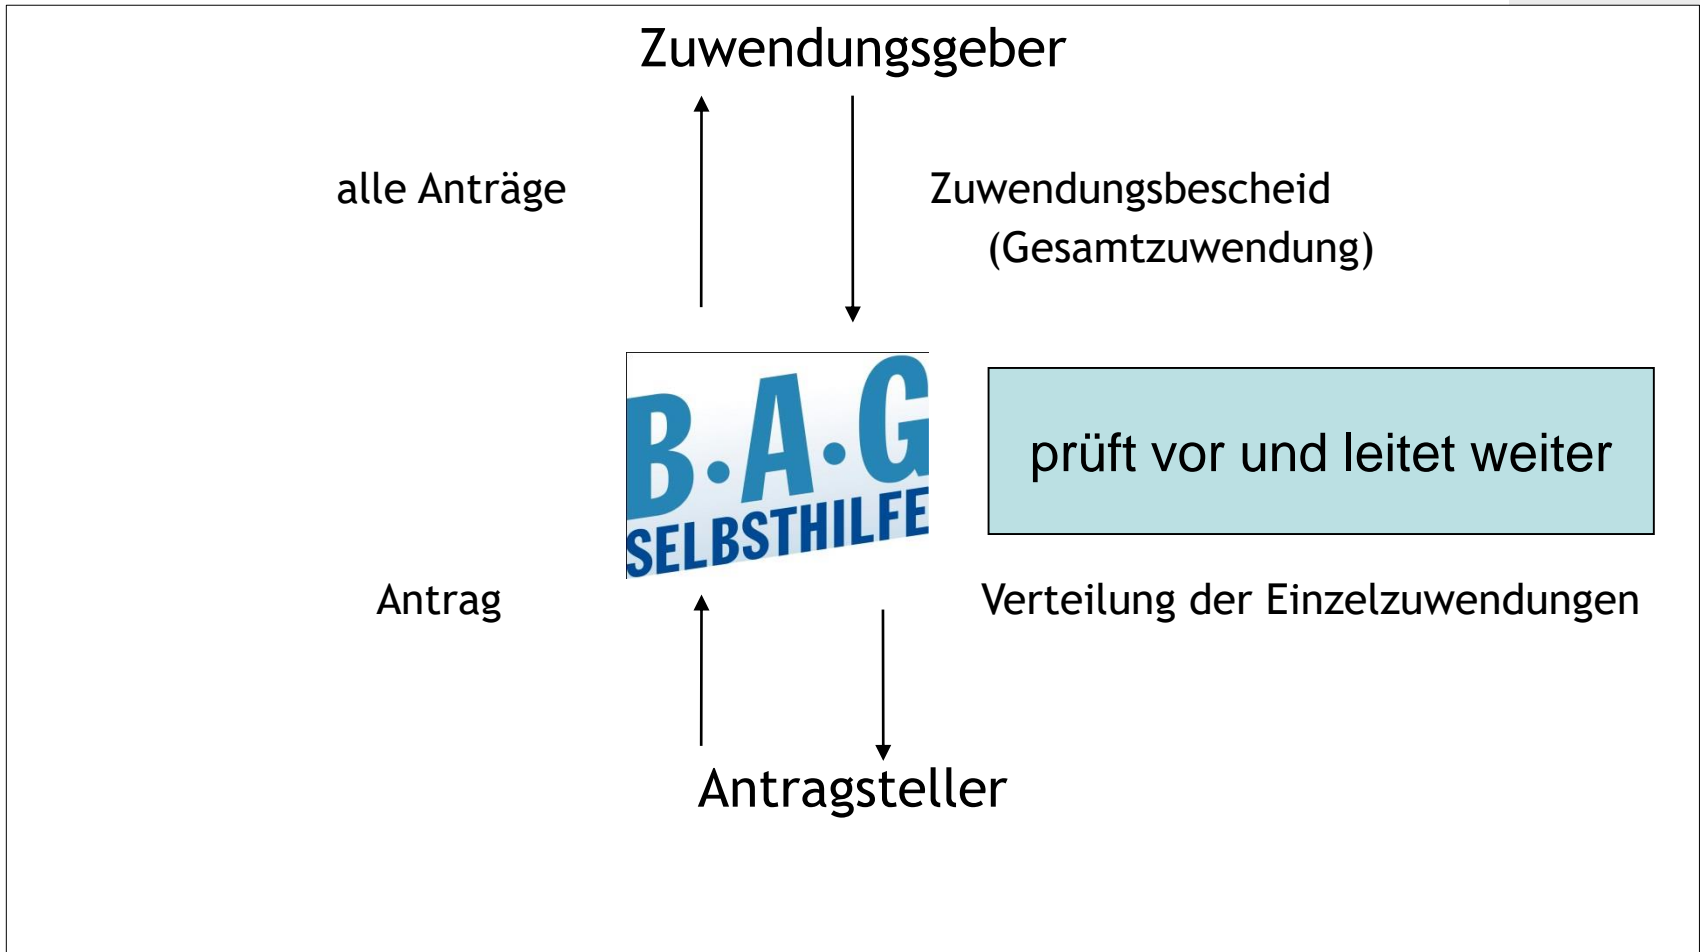 Zuwendungsgeber
alle Anträge
Zuwendungsbescheid
(Gesamtzuwendung)
B·A·G
SELBSTHILFE
prüft vor und leitet weiter
Antrag
Verteilung der Einzelzuwendungen
Antragsteller